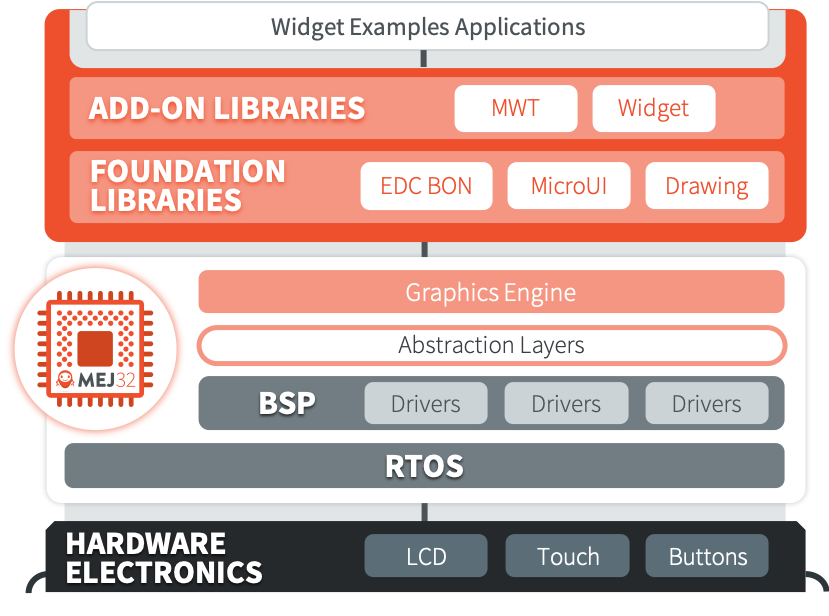 Widget Examples Applications
ADD-ON LIBRARIES
MWT
Widget
FOUNDATION
LIBRARIES
EDC BON
MicroUI
Drawing
Graphics Engine
Abstraction Layers
MEJ32
BSP
Drivers
Drivers
Drivers
RTOS
HARDWARE
ELECTRONICS
LCD
Touch
Buttons